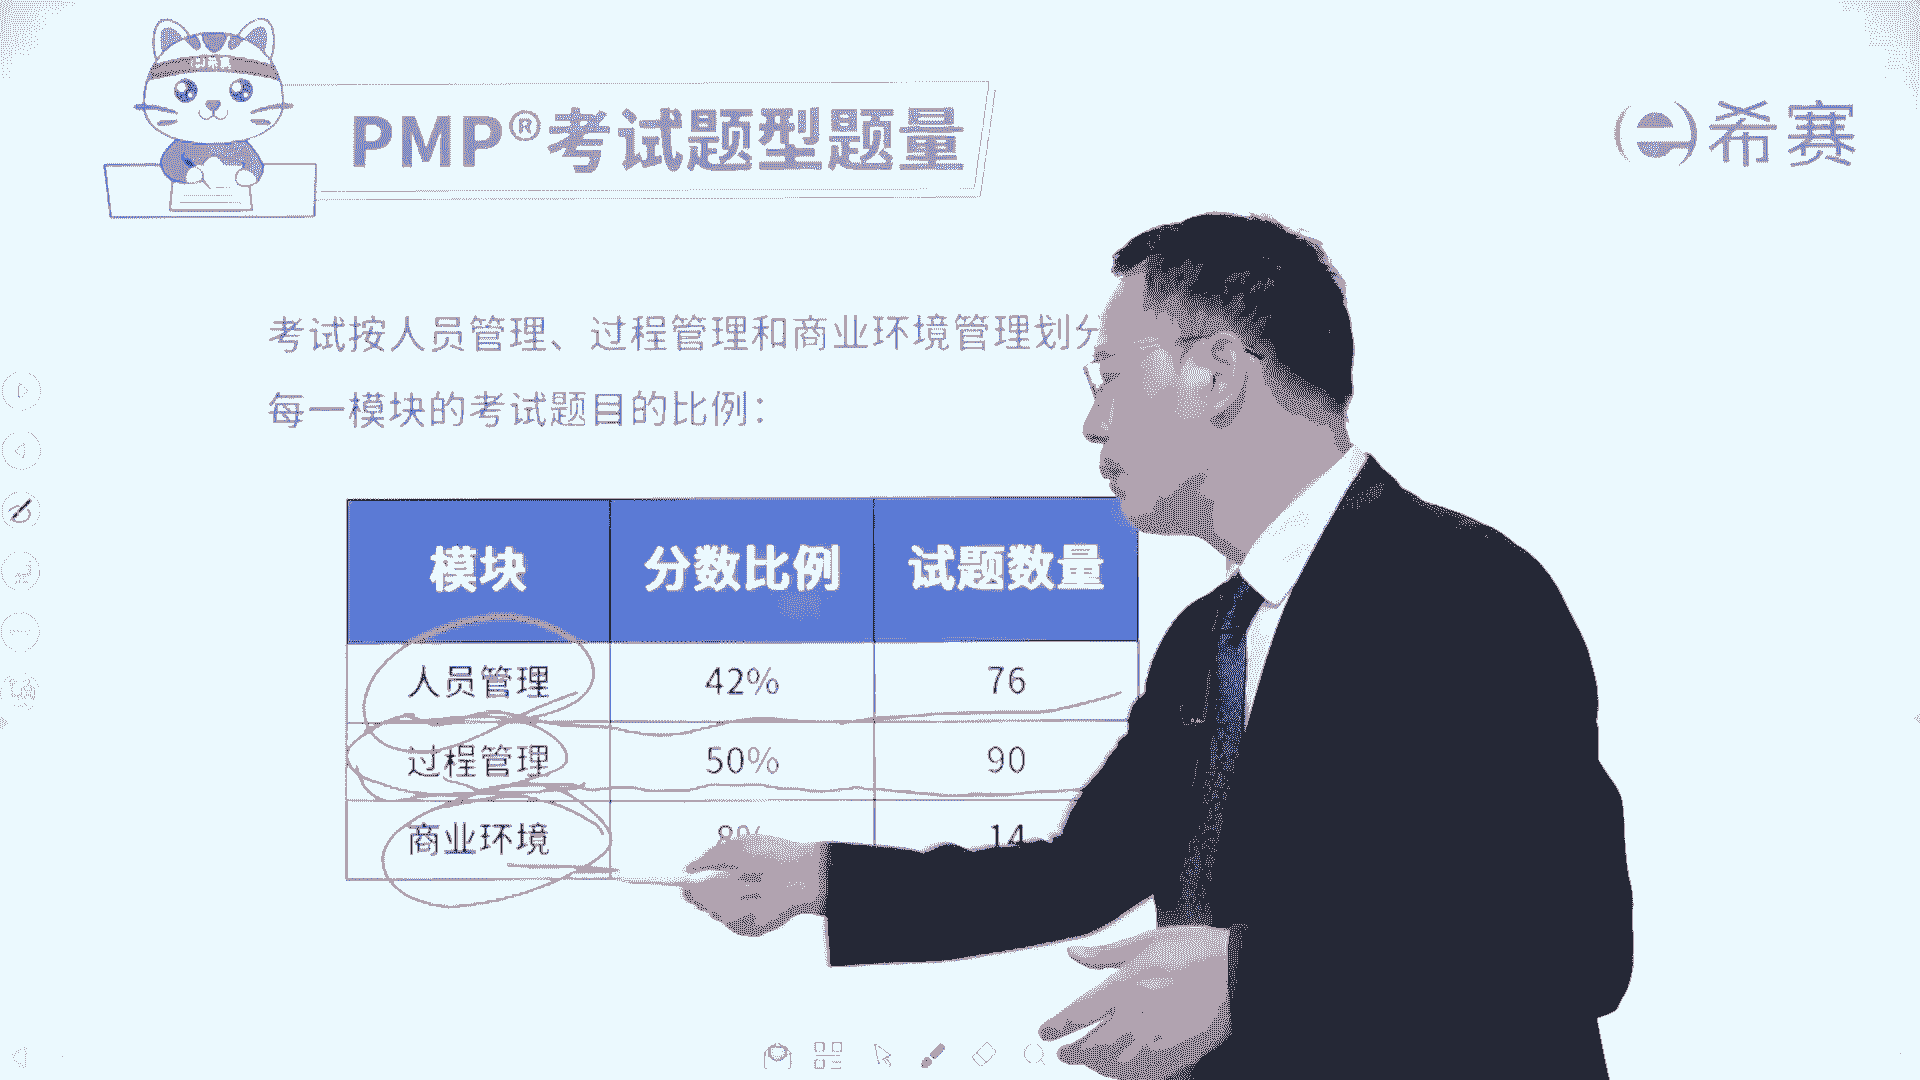 PMP®考试题型题量
希赛
考试按人员管理、过程管理和商业环境管理划分
每一模块的考试题目的比例：
模块 分数比例 试题数量
人员管理 42% 76
过程管理 50% 90
商业环境 8% 14